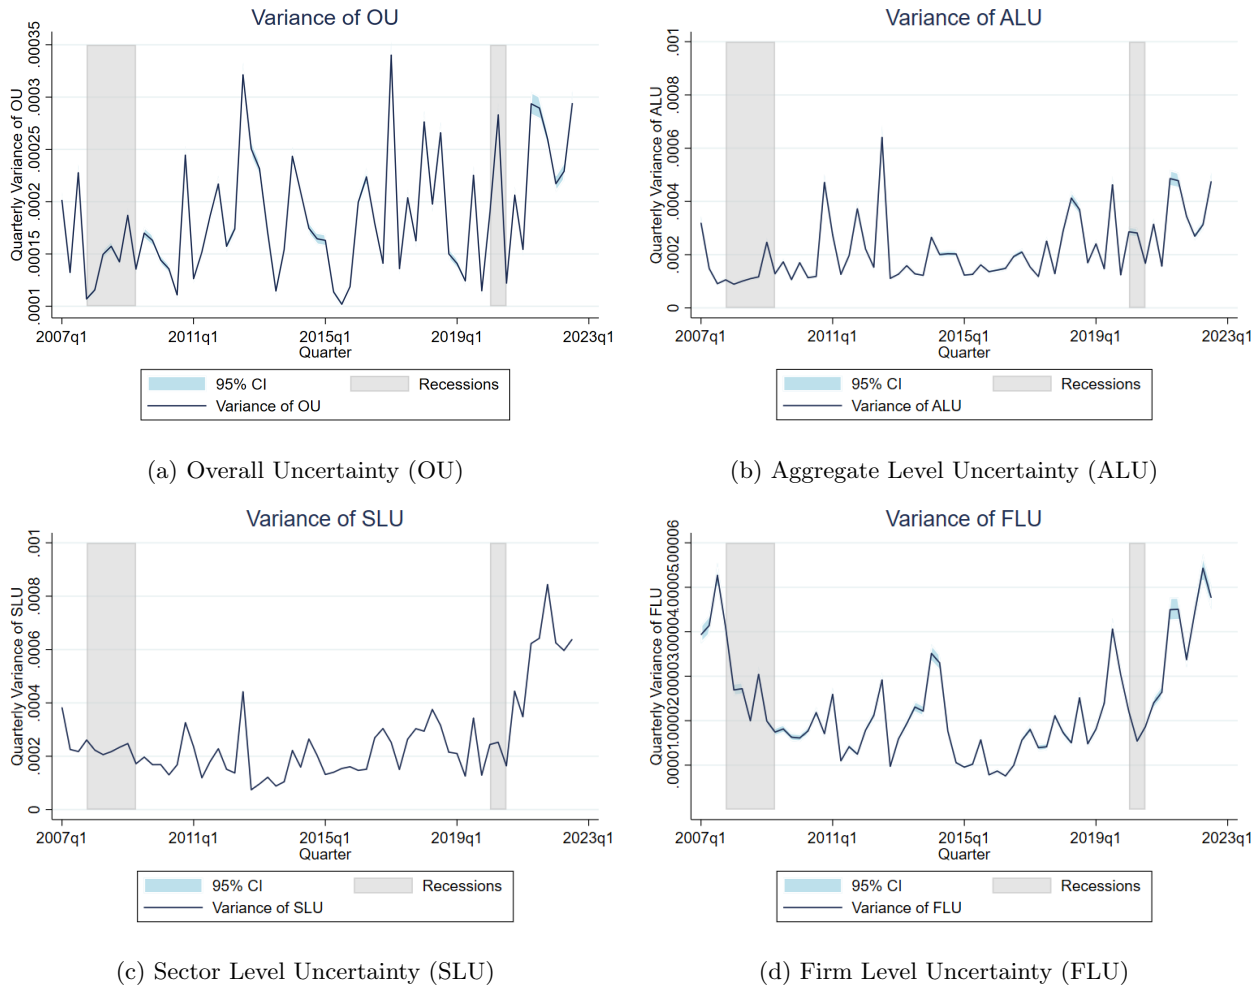 Variance of OU
Quarterly Variance of OU
.00035
.0003
.00025
.0002
.00015
.0001
2007q1 2011q1 2015q1 2019q1 2023q1
Quarter
95% CI Recessions
Variance of OU
(a) Overall Uncertainty (OU)
Variance of ALU
Quarterly Variance of ALU
.001
.0008
.0006
.0004
.0002
0
2007q1 2011q1 2015q1 2019q1 2023q1
Quarter
95% CI Recessions
Variance of ALU
(b) Aggregate Level Uncertainty (ALU)
Variance of SLU
Quarterly Variance of SLU
.001
.0008
.0006
.0004
.0002
0
2007q1 2011q1 2015q1 2019q1 2023q1
Quarter
95% CI Recessions
Variance of SLU
(c) Sector Level Uncertainty (SLU)
Variance of FLU
Quarterly Variance of FLU
.00006
.00005
.00004
.00003
.00002
.00001
2007q1 2011q1 2015q1 2019q1 2023q1
Quarter
95% CI Recessions
Variance of FLU
(d) Firm Level Uncertainty (FLU)